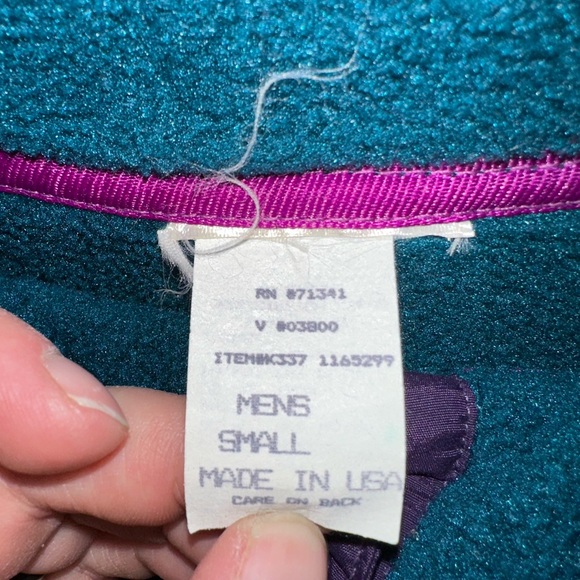 RN #71341
V #03800
ITEM#K337 1165299
MENS
SMALL
MADE IN USA
CARE ON BACK